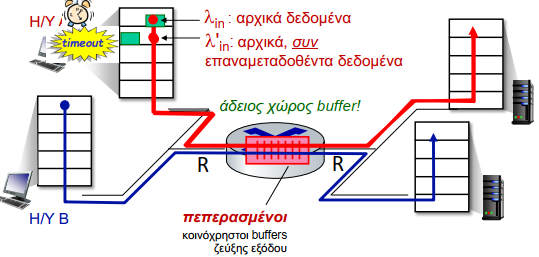 Η/Υ Α
timeout
λin : αρχικά δεδομένα
λ'in: αρχικά, συν
επαναμεταδοθέντα δεδομένα
άδειος χώρος buffer!
R
R
Η/Υ Β
πεπερασμένοι
κοινόχρηστοι buffers
ζεύξης εξόδου